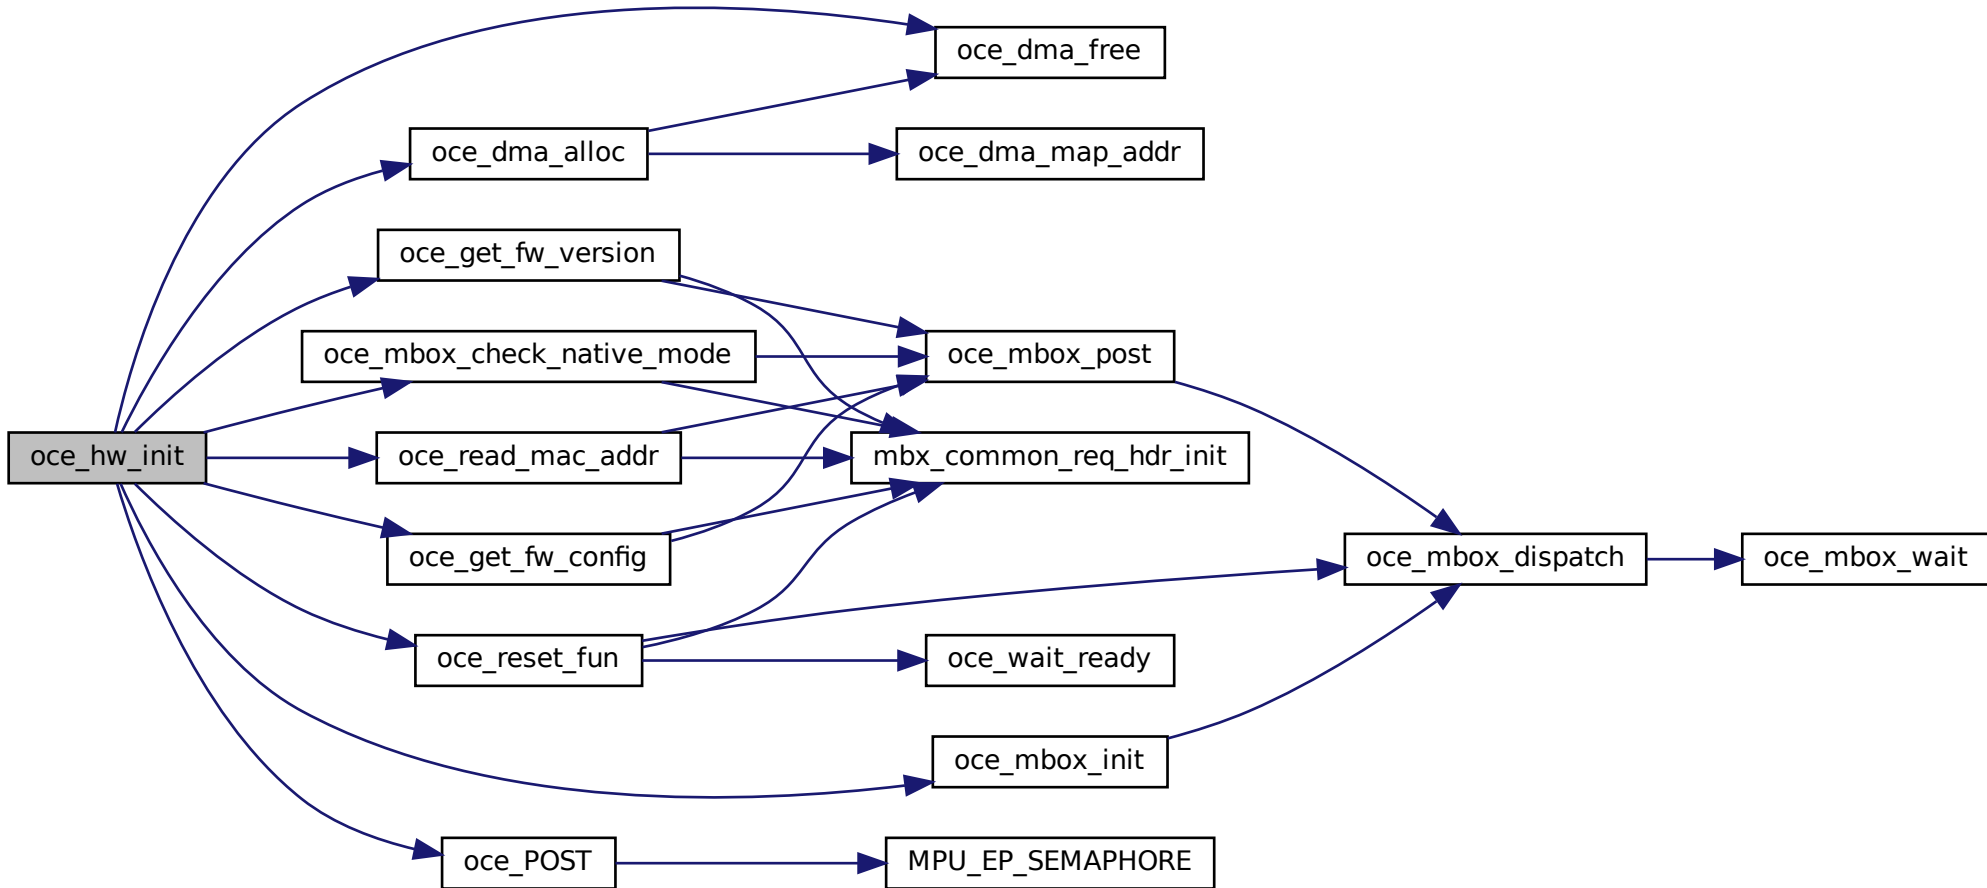 oce_dma_free
oce_dma_alloc
oce_dma_map_addr
oce_get_fw_version
oce_mbox_check_native_mode
oce_mbox_post
oce_hw_init
oce_read_mac_addr
mbx_common_req_hdr_init
oce_get_fw_config
oce_mbox_dispatch
oce_mbox_wait
oce_reset_fun
oce_wait_ready
oce_mbox_init
oce_POST
MPU_EP_SEMAPHORE